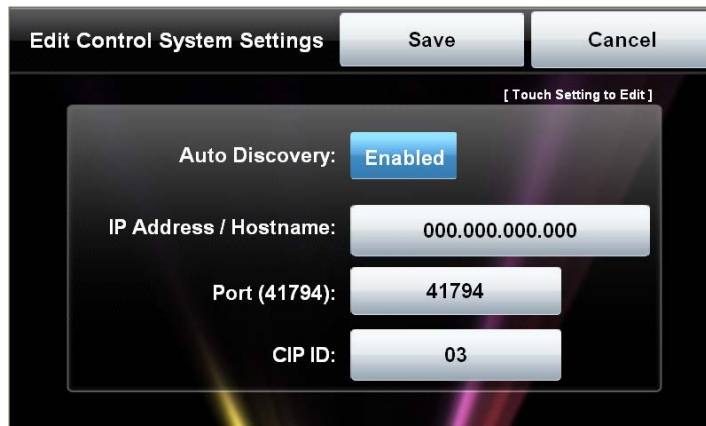 Edit Control System Settings Save Cancel
[ Touch Setting to Edit ]
Auto Discovery: Enabled
IP Address / Hostname: 000.000.000.000
Port (41794): 41794
CIP ID: 03